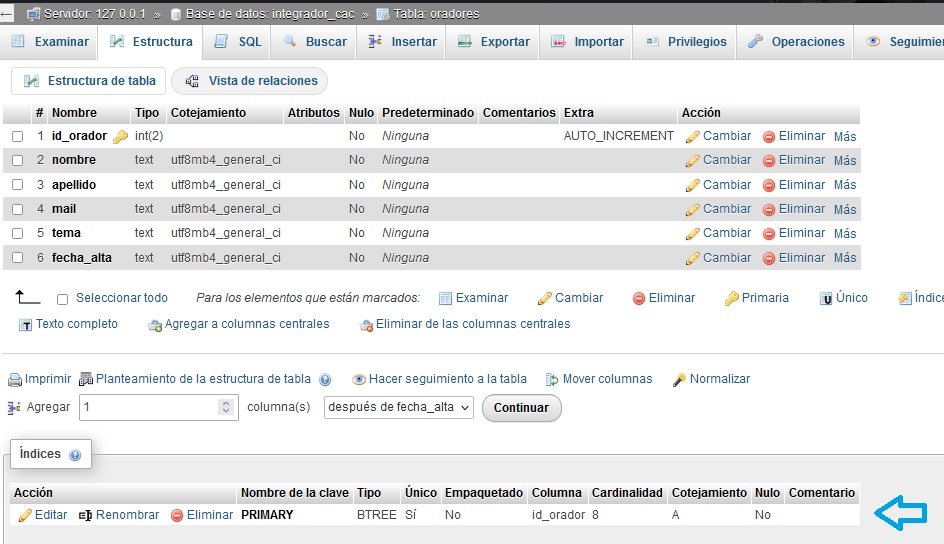 Servidor: 127.0.0.1 » Base de datos: integrador_cac » Tabla: oradores
Examinar Estructura SQL Buscar Insertar Exportar Importar Privilegios Operaciones Seguimien
Estructura de tabla Vista de relaciones
# Nombre Tipo Cotejamiento Atributos Nulo Predeterminado Comentarios Extra Acción
1 id_orador int(2) No Ninguna AUTO_INCREMENT Cambiar Eliminar Más
2 nombre text utf8mb4_general_ci No Ninguna Cambiar Eliminar Más
3 apellido text utf8mb4_general_ci No Ninguna Cambiar Eliminar Más
4 mail text utf8mb4_general_ci No Ninguna Cambiar Eliminar Más
5 tema text utf8mb4_general_ci No Ninguna Cambiar Eliminar Más
6 fecha_alta text utf8mb4_general_ci No Ninguna Cambiar Eliminar Más
Seleccionar todo Para los elementos que están marcados: Examinar Cambiar Eliminar Primaria Único Índice
Texto completo Agregar a columnas centrales Eliminar de las columnas centrales
Imprimir Planteamiento de la estructura de tabla Hacer seguimiento a la tabla Mover columnas Normalizar
Agregar 1 columna(s) después de fecha_alta Continuar
Índices
Acción Nombre de la clave Tipo Único Empaquetado Columna Cardinalidad Cotejamiento Nulo Comentario
Editar Renombrar Eliminar PRIMARY BTREE Sí No id_orador 8 A No